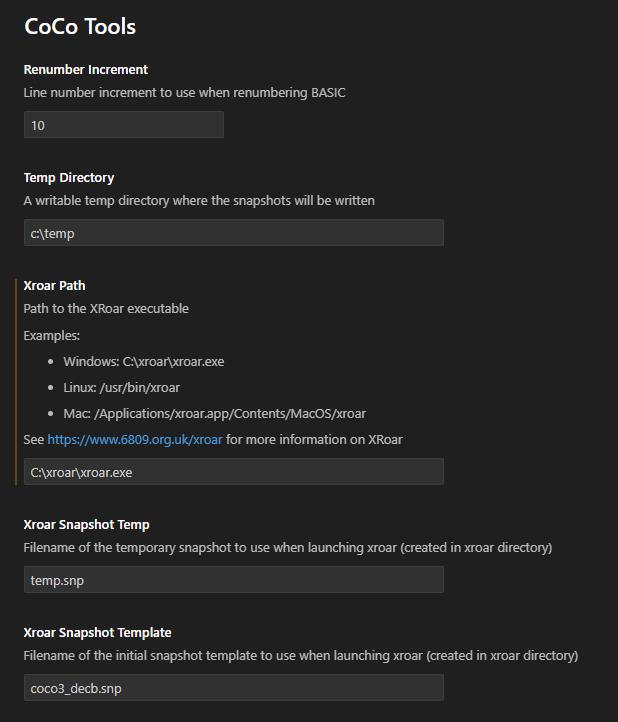 CoCo Tools
Renumber Increment
Line number increment to use when renumbering BASIC
10
Temp Directory
A writable temp directory where the snapshots will be written
c:\temp
Xroar Path
Path to the XRoar executable
Examples:
• Windows: C:\xroar\xroar.exe
• Linux: /usr/bin/xroar
• Mac: /Applications/xroar.app/Contents/MacOS/xroar
See https://www.6809.org.uk/xroar for more information on XRoar
C:\xroar\xroar.exe
Xroar Snapshot Temp
Filename of the temporary snapshot to use when launching xroar (created in xroar directory)
temp.snp
Xroar Snapshot Template
Filename of the initial snapshot template to use when launching xroar (created in xroar directory)
coco3_decb.snp